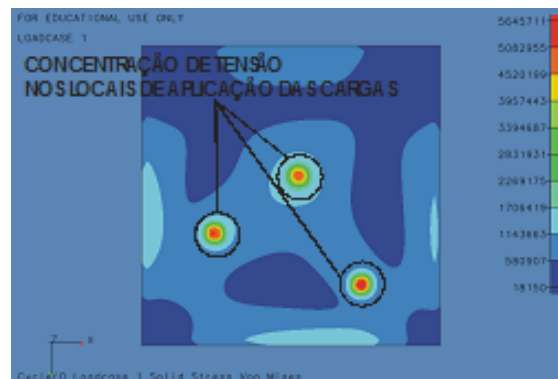 FOR EDUCATIONAL USE ONLY
LOADCASE 1
CONCENTRAÇÃO DE TENSÃO
NOS LOCAIS DE APLICAÇÃO DAS CARGAS
5645711
5082955
4520199
3957443
3394687
2831931
2269175
1706419
1143663
580907
18150
Z
X
Loadcase 1 Solid Stress Von Mises